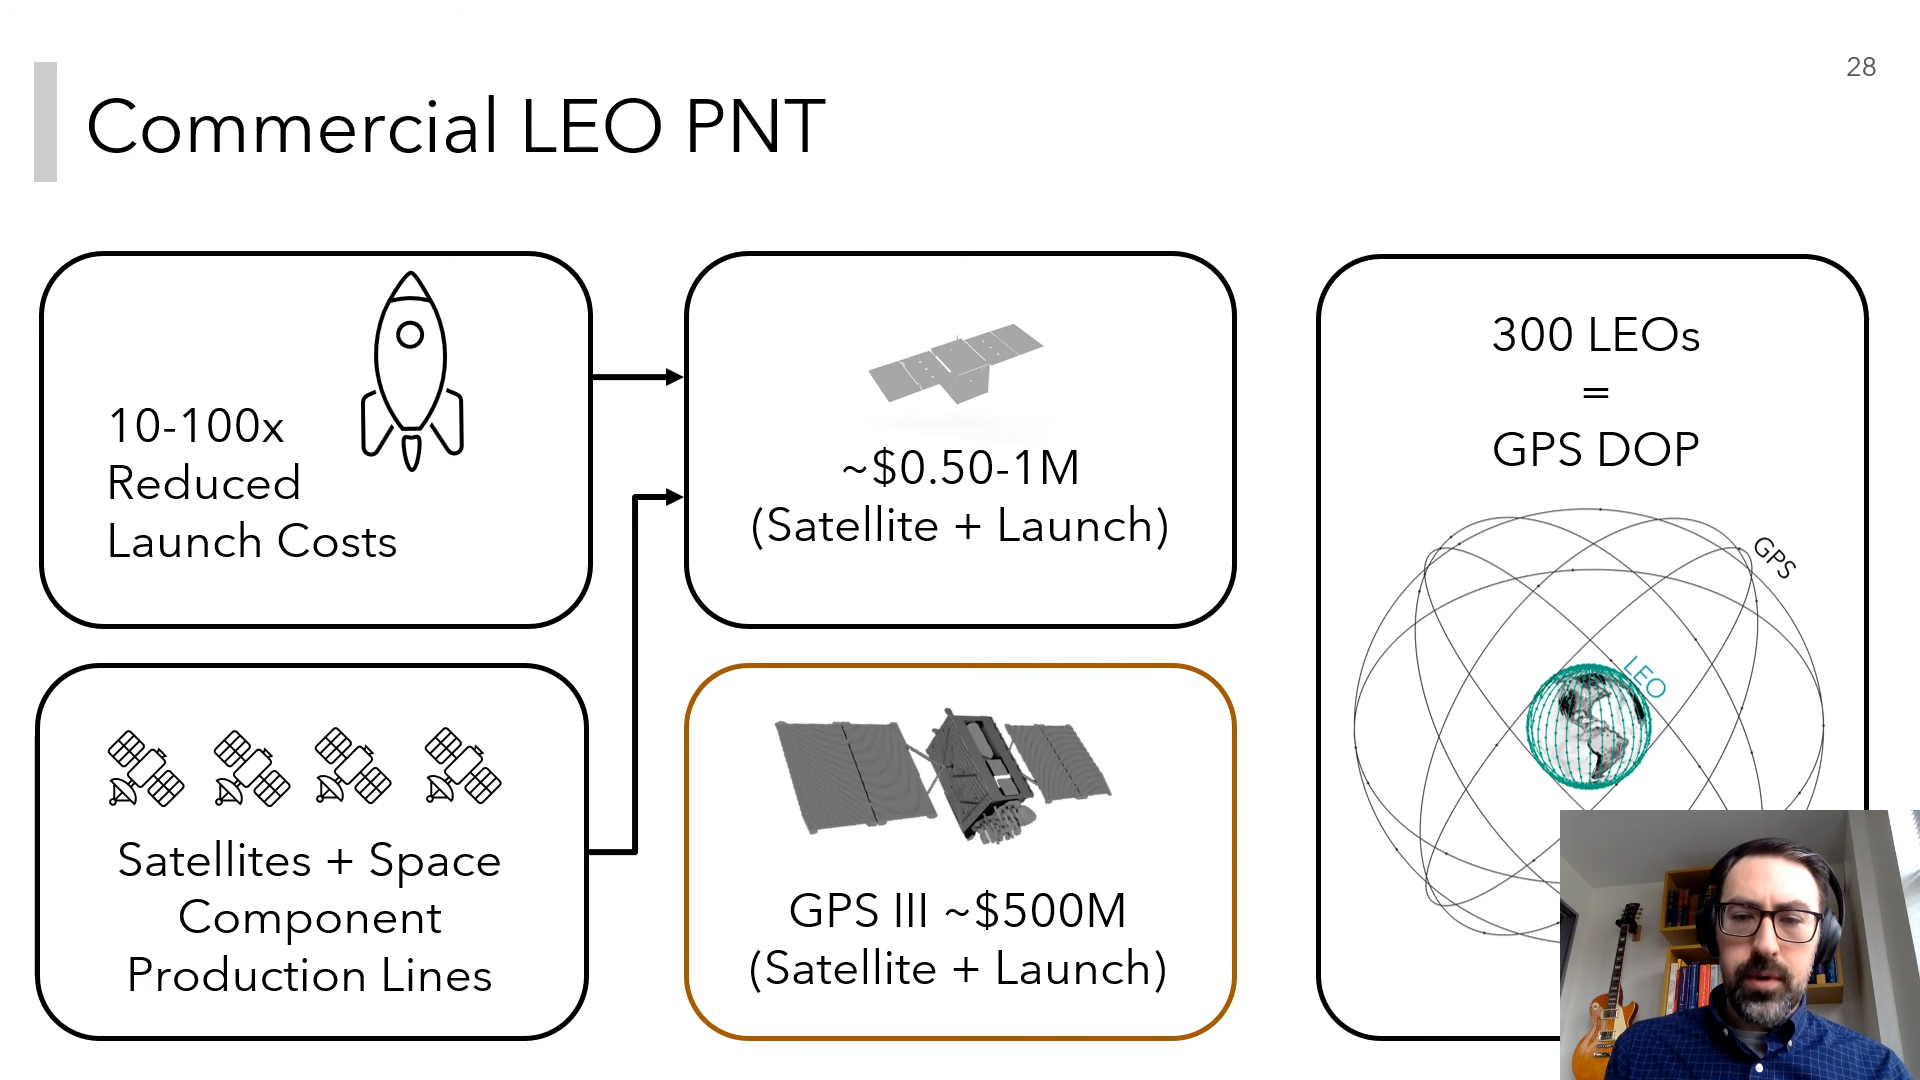 28
Commercial LEO PNT
10-100x
Reduced
Launch Costs
~$0.50-1M
(Satellite + Launch)
300 LEOs
=
GPS DOP
GPS
LEO
Satellites + Space
Component
Production Lines
GPS III ~$500M
(Satellite + Launch)